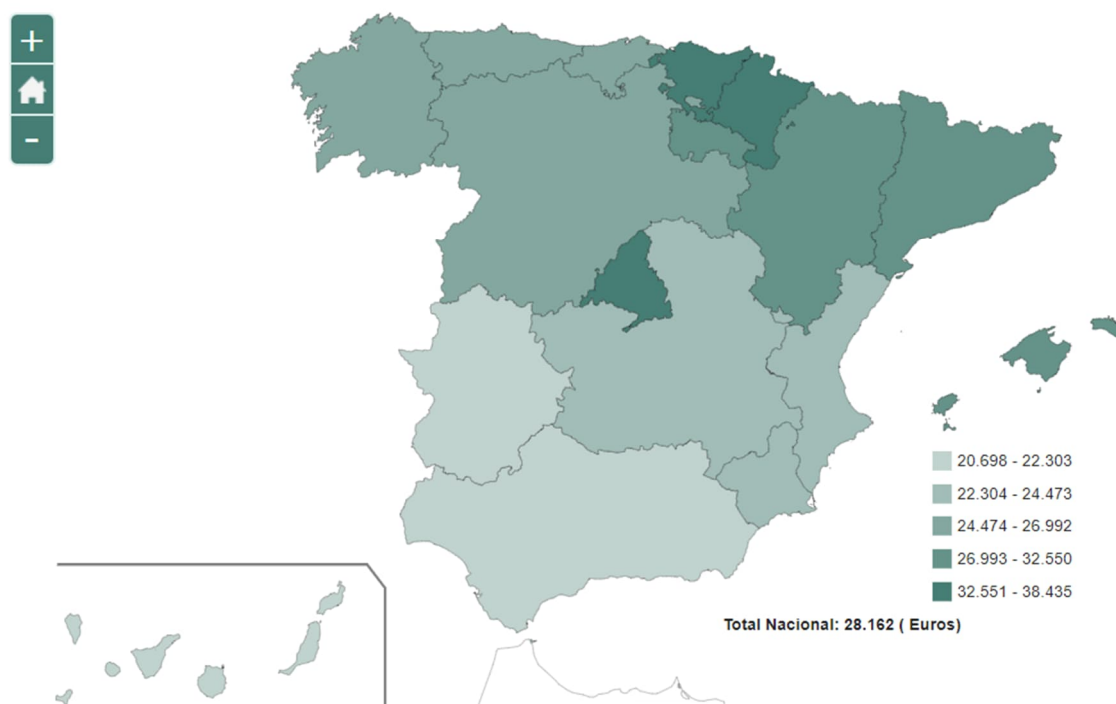 +
-
20.698 - 22.303
22.304 - 24.473
24.474 - 26.992
26.993 - 32.550
32.551 - 38.435
Total Nacional: 28.162 ( Euros)